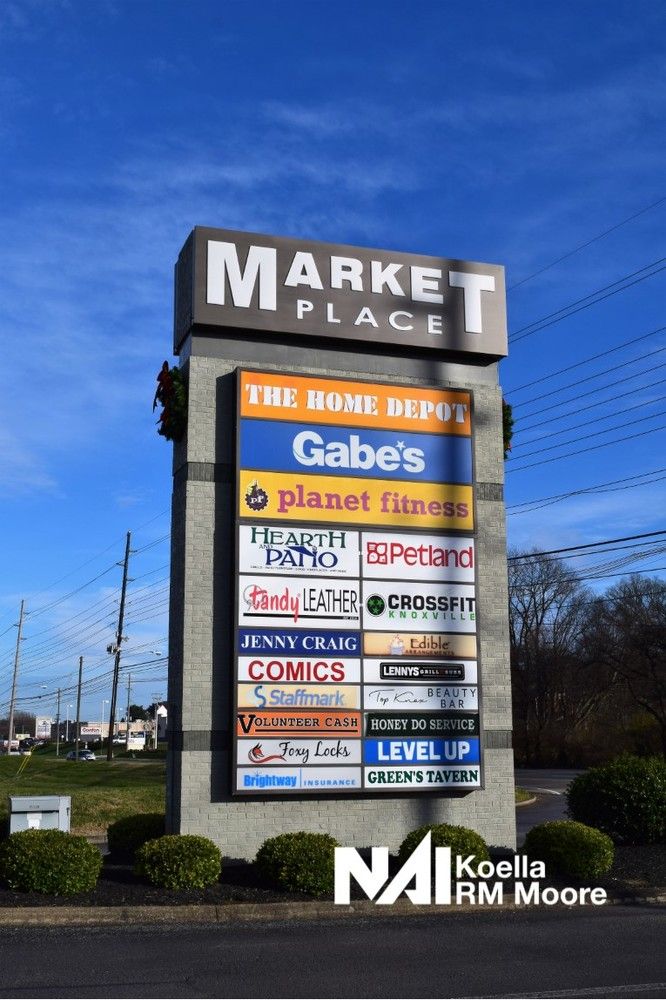 MARKET
PLACE
THE HOME DEPOT
Gabe's
pf planet fitness
HEARTH
AND PATIO
Petland
Tandy LEATHER
CROSSFIT
KNOXVILLE
JENNY CRAIG
Edible
ARRANGEMENTS
COMICS
LENNYS GRILL & SUBS
Staffmark
Top Knox BEAUTY
BAR
VOLUNTEER CASH
HONEY DO SERVICE
Foxy Locks
LEVEL UP
Brightway INSURANCE
GREEN'S TAVERN
NAI Koella
RM Moore